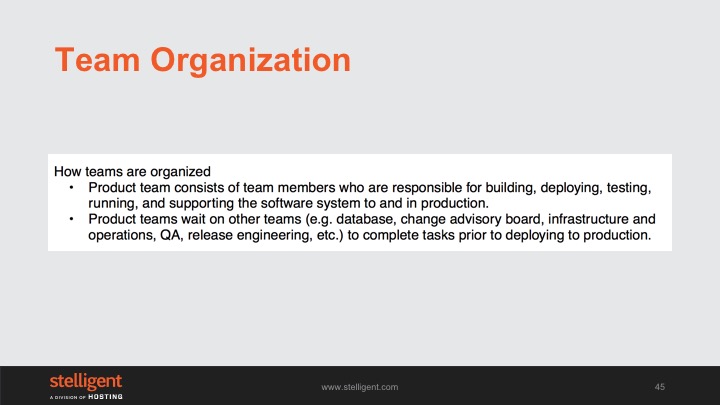 Team Organization
How teams are organized
• Product team consists of team members who are responsible for building, deploying, testing,
running, and supporting the software system to and in production.
• Product teams wait on other teams (e.g. database, change advisory board, infrastructure and
operations, QA, release engineering, etc.) to complete tasks prior to deploying to production.
stelligent
A DIVISION OF HOSTING
www.stelligent.com
45